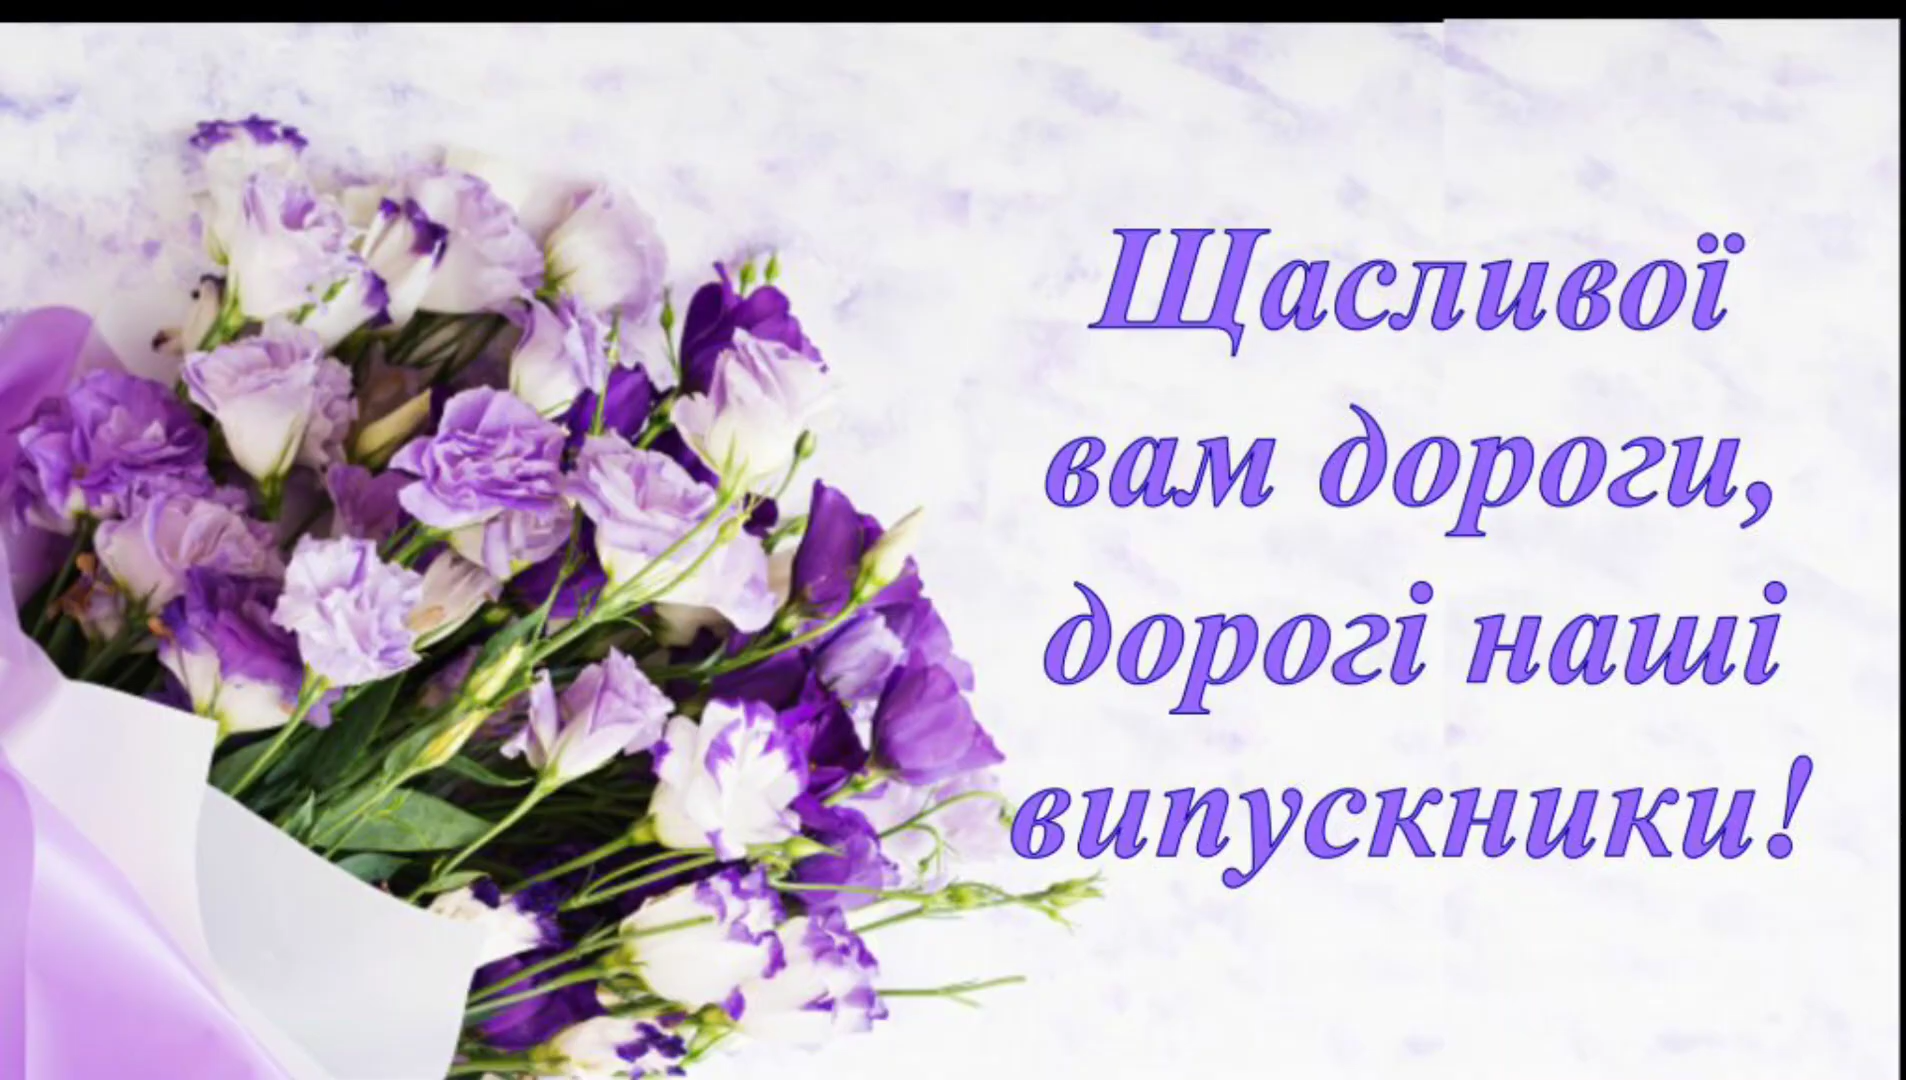 Щасливої
вам дороги,
дорогі наші
випускники!